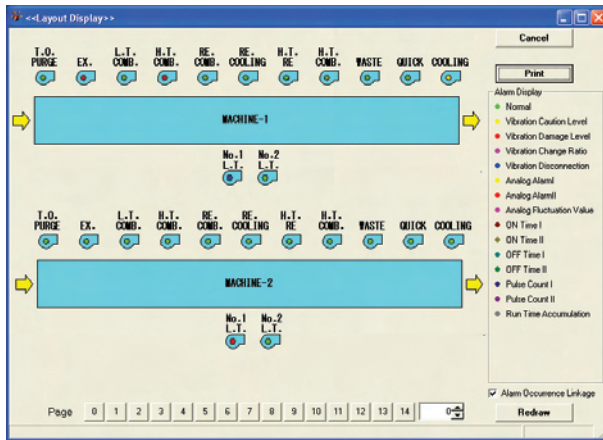 <<Layout Display>>
Cancel
Print
T.O. PURGE
EX.
L.T. COMB.
H.T. COMB.
RE. COMB.
RE. COOLING
H.T. RE
H.T. COMB.
WASTE
QUICK
COOLING
MACHINE-1
No.1 L.T.
No.2 L.T.
T.O. PURGE
EX.
L.T. COMB.
H.T. COMB.
RE. COMB.
RE. COOLING
H.T. RE
H.T. COMB.
WASTE
QUICK
COOLING
MACHINE-2
No.1 L.T.
No.2 L.T.
Alarm Display
Normal
Vibration Caution Level
Vibration Damage Level
Vibration Change Ratio
Vibration Disconnection
Analog AlarmI
Analog AlarmII
Analog Fluctuation Value
ON Time I
ON Time II
OFF Time I
OFF Time II
Pulse Count I
Pulse Count II
Run Time Accumulation
Alarm Occurrence Linkage
Page 0 1 2 3 4 5 6 7 8 9 10 11 12 13 14 0
Redraw